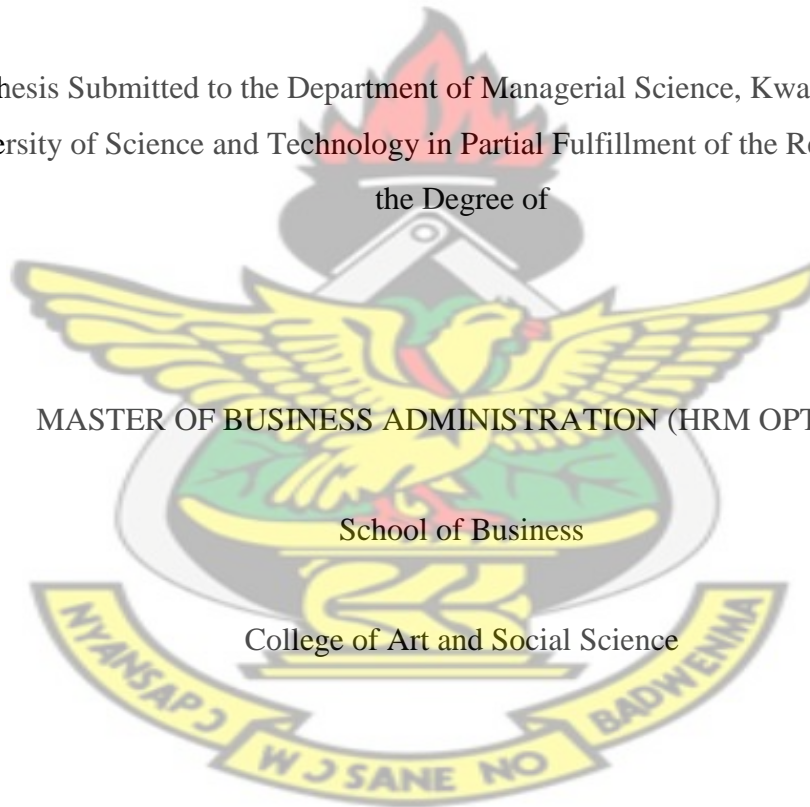 hesis Submitted to the Department of Managerial Science, Kwa
ersity of Science and Technology in Partial Fulfillment of the Re
the Degree of
MASTER OF BUSINESS ADMINISTRATION (HRM OPT
School of Business
College of Art and Social Science
NYANSAPƆ WƆSANE NO BADWENMA